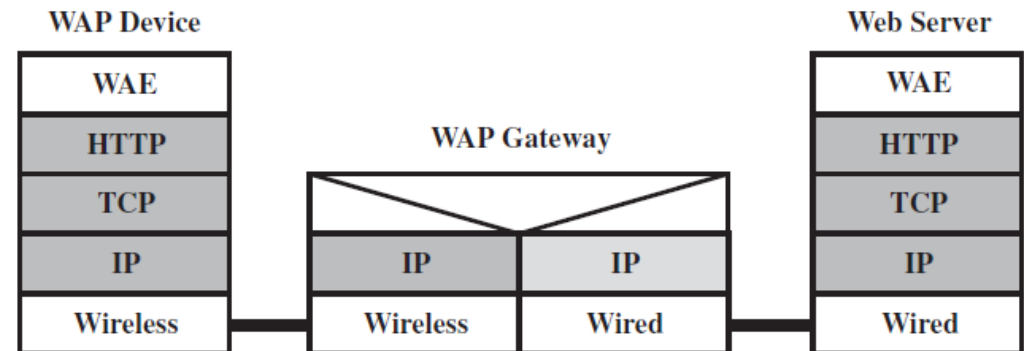 WAP Device
Web Server
WAE
WAE
HTTP
WAP Gateway
HTTP
TCP
TCP
IP
IP
IP
IP
Wireless
Wireless
Wired
Wired